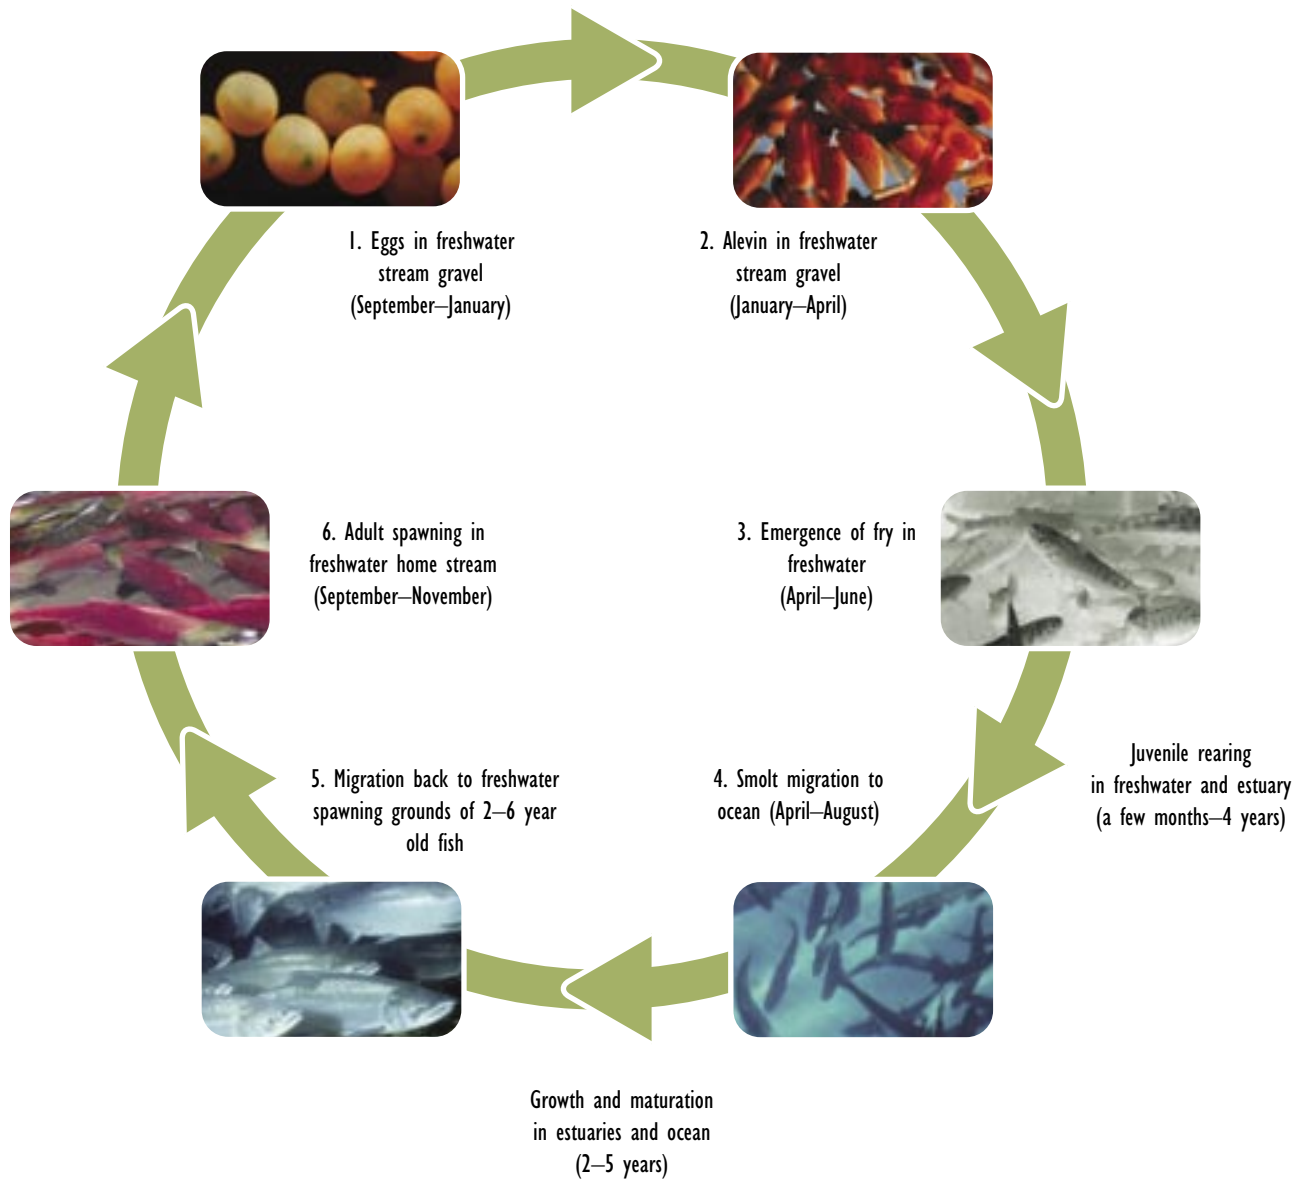 1. Eggs in freshwater
stream gravel
(September–January)
2. Alevin in freshwater
stream gravel
(January–April)
3. Emergence of fry in
freshwater
(April–June)
Juvenile rearing
in freshwater and estuary
(a few months–4 years)
4. Smolt migration to
ocean (April–August)
Growth and maturation
in estuaries and ocean
(2–5 years)
5. Migration back to freshwater
spawning grounds of 2–6 year
old fish
6. Adult spawning in
freshwater home stream
(September–November)